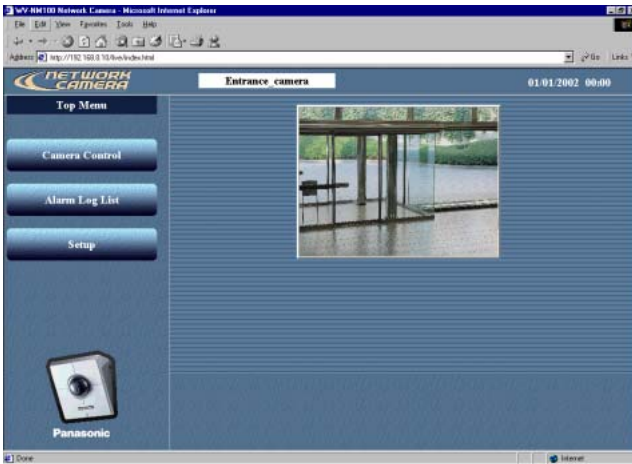 WV-NM100 Network Camera - Microsoft Internet Explorer
File Edit View Favorites Tools Help
Address http://192.168.0.10/live/index.html Go Links
NETWORK CAMERA
Entrance_camera
01/01/2002 00:00
Top Menu
Camera Control
Alarm Log List
Setup
Panasonic
Done Internet